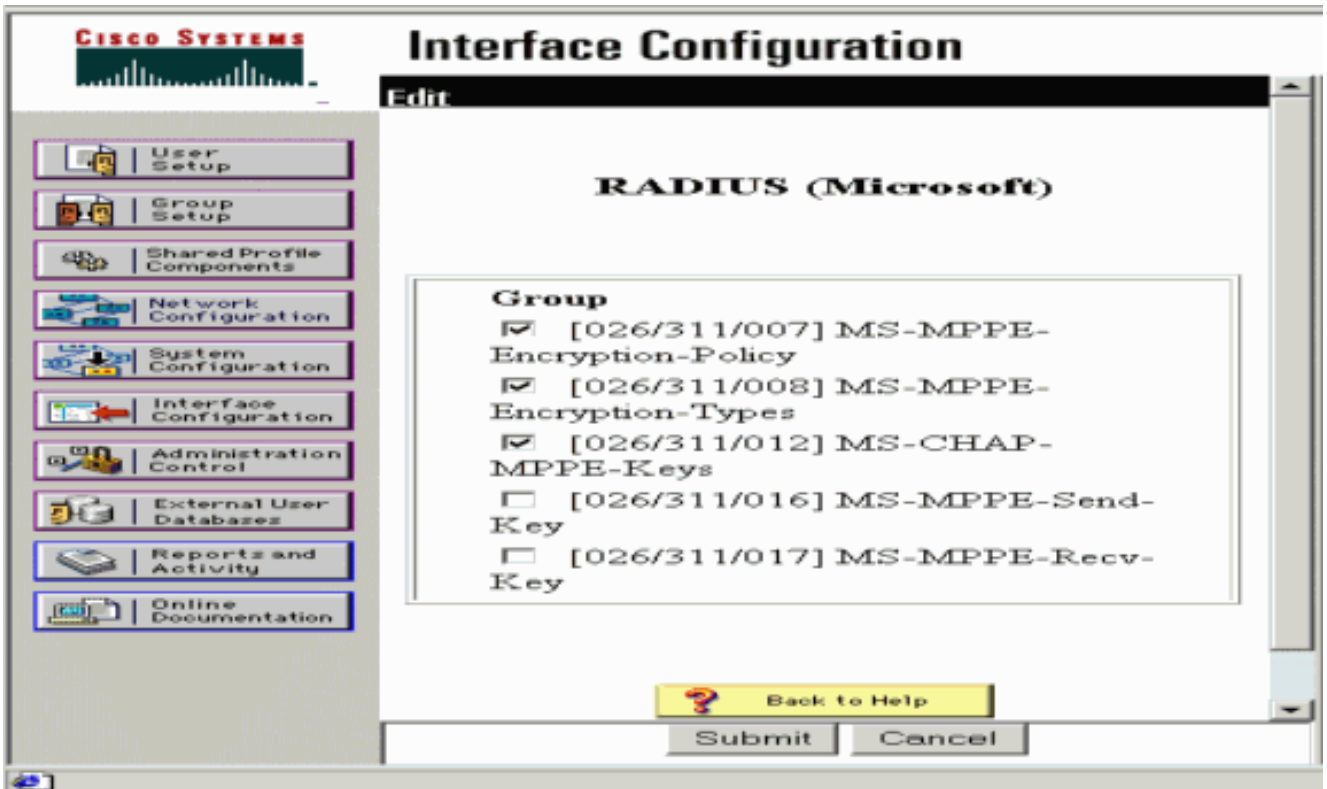 CISCO SYSTEMS
Interface Configuration
Edit
User
Setup
Group
Setup
Shared Profile
Components
Network
Configuration
System
Configuration
Interface
Configuration
Administration
Control
External User
Databases
Reports and
Activity
Online
Documentation
RADIUS (Microsoft)
Group
[026/311/007] MS-MPPE-
Encryption-Policy
[026/311/008] MS-MPPE-
Encryption-Types
[026/311/012] MS-CHAP-
MPPE-Keys
[026/311/016] MS-MPPE-Send-
Key
[026/311/017] MS-MPPE-Recv-
Key
Back to Help
Submit Cancel